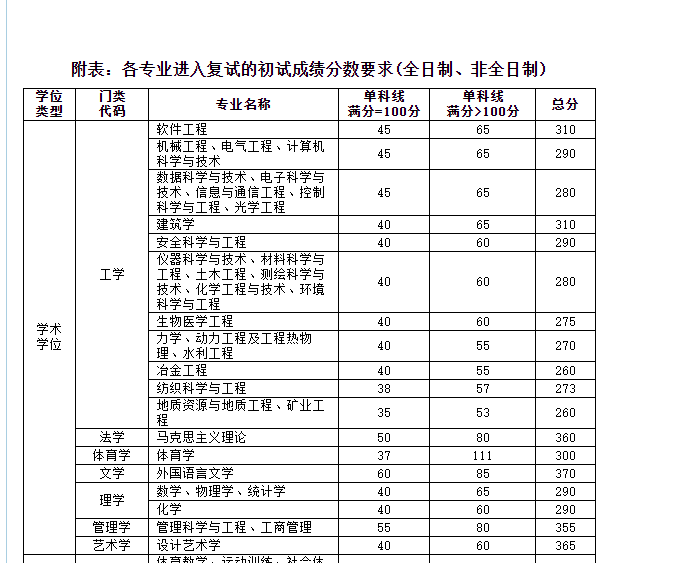 附表：各专业进入复试的初试成绩分数要求(全日制、非全日制)
学位类型 门类代码 专业名称 单科线满分=100分 单科线满分>100分 总分
学术学位
工学
软件工程 45 65 310
机械工程、电气工程、计算机
科学与技术 45 65 290
数据科学与技术、电子科学与
技术、信息与通信工程、控制
科学与工程、光学工程 45 65 280
建筑学 40 65 310
安全科学与工程 40 60 290
仪器科学与技术、材料科学与
工程、土木工程、测绘科学与
技术、化学工程与技术、环境
科学与工程 40 60 280
生物医学工程 40 60 275
力学、动力工程及工程热物
理、水利工程 40 55 270
冶金工程 40 55 260
纺织科学与工程 38 57 273
地质资源与地质工程、矿业工
程 35 53 260
法学 马克思主义理论 50 80 360
体育学 体育学 37 111 300
文学 外国语言文学 60 85 370
理学
数学、物理学、统计学 40 65 290
化学 40 60 290
管理学 管理科学与工程、工商管理 55 80 355
艺术学 设计艺术学 40 60 365
体育教学、运动训练、社会体